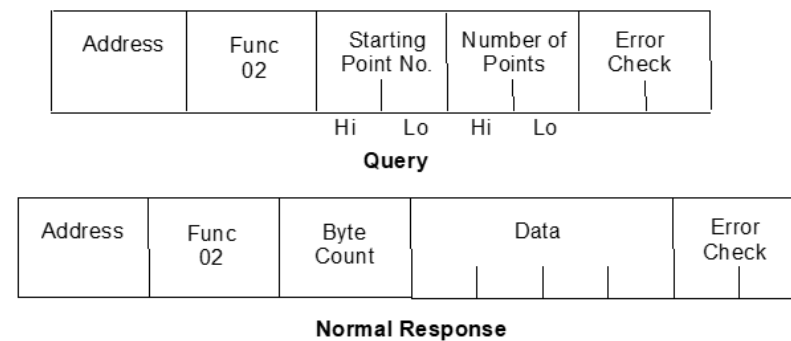 Address
Func
02
Starting
Point No.
Number of
Points
Error
Check
Hi Lo Hi Lo
Query
Address
Func
02
Byte
Count
Data
Error
Check
Normal Response